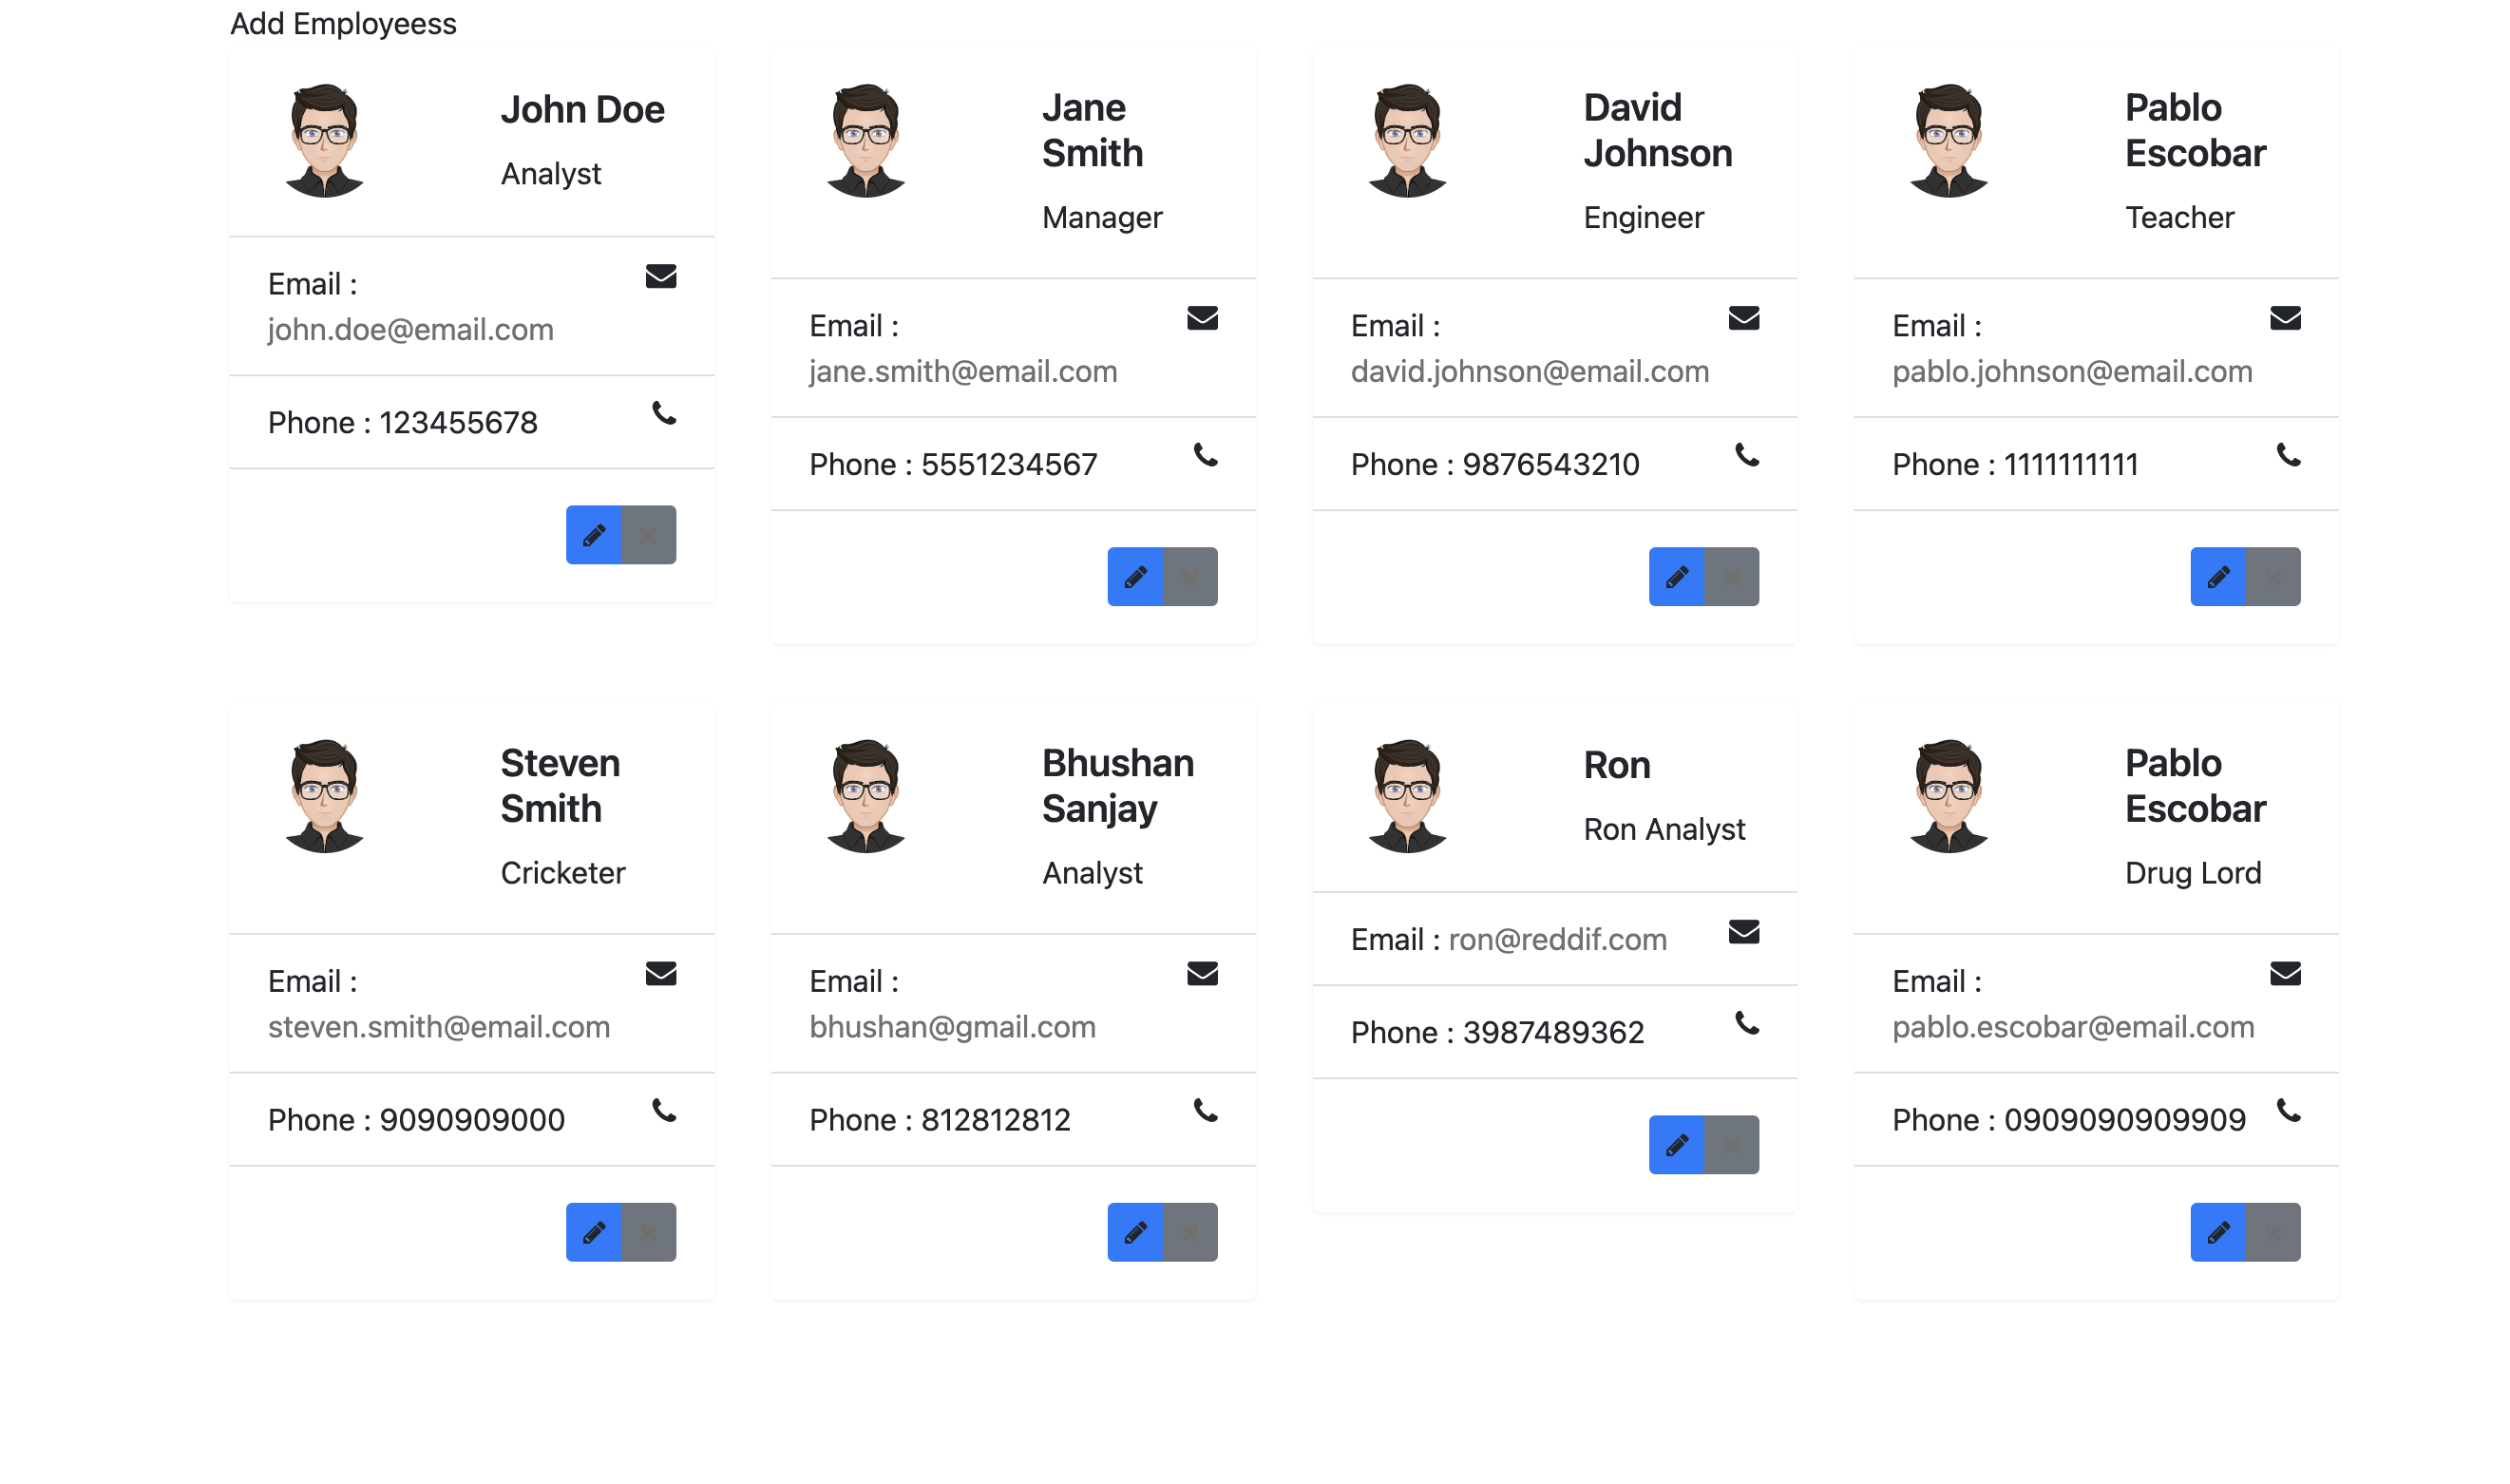 Add Employeess
John Doe
Analyst
Email :
john.doe@email.com
Phone : 123455678
Jane
Smith
Manager
Email :
jane.smith@email.com
Phone : 5551234567
David
Johnson
Engineer
Email :
david.johnson@email.com
Phone : 9876543210
Pablo
Escobar
Teacher
Email :
pablo.johnson@email.com
Phone : 1111111111
Steven
Smith
Cricketer
Email :
steven.smith@email.com
Phone : 9090909000
Bhushan
Sanjay
Analyst
Email :
bhushan@gmail.com
Phone : 812812812
Ron
Ron Analyst
Email : ron@reddif.com
Phone : 3987489362
Pablo
Escobar
Drug Lord
Email :
pablo.escobar@email.com
Phone : 0909090909909